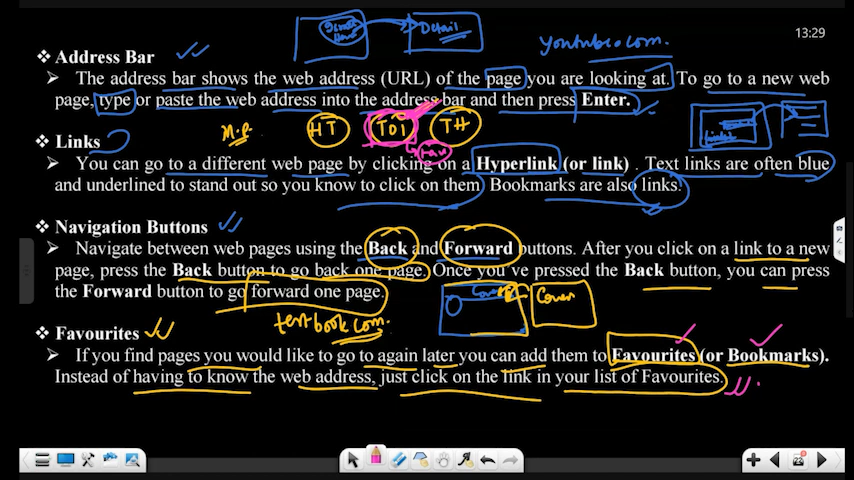 13:29
Detail
youtube.com.
❖ Address Bar
➢ The address bar shows the web address (URL) of the page you are looking at. To go to a new web
page, type or paste the web address into the address bar and then press Enter.
M.P.
HT
TOI
TH
❖ Links
➢ You can go to a different web page by clicking on a Hyperlink (or link) . Text links are often blue
and underlined to stand out so you know to click on them. Bookmarks are also links.
❖ Navigation Buttons
➢ Navigate between web pages using the Back and Forward buttons. After you click on a link to a new
page, press the Back button to go back one page. Once you've pressed the Back button, you can press
the Forward button to go forward one page.
Cover
testbook.com.
❖ Favourites
➢ If you find pages you would like to go to again later you can add them to Favourites (or Bookmarks).
Instead of having to know the web address, just click on the link in your list of Favourites.